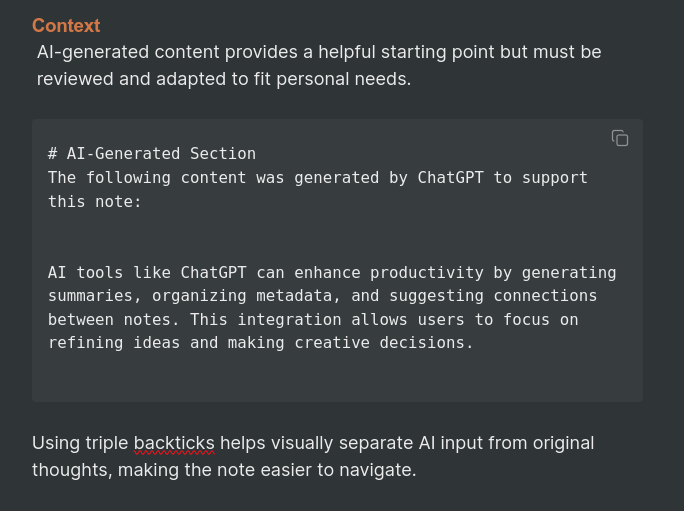 Context
AI-generated content provides a helpful starting point but must be
reviewed and adapted to fit personal needs.
# AI-Generated Section
The following content was generated by ChatGPT to support
this note:
AI tools like ChatGPT can enhance productivity by generating
summaries, organizing metadata, and suggesting connections
between notes. This integration allows users to focus on
refining ideas and making creative decisions.
Using triple backticks helps visually separate AI input from original
thoughts, making the note easier to navigate.